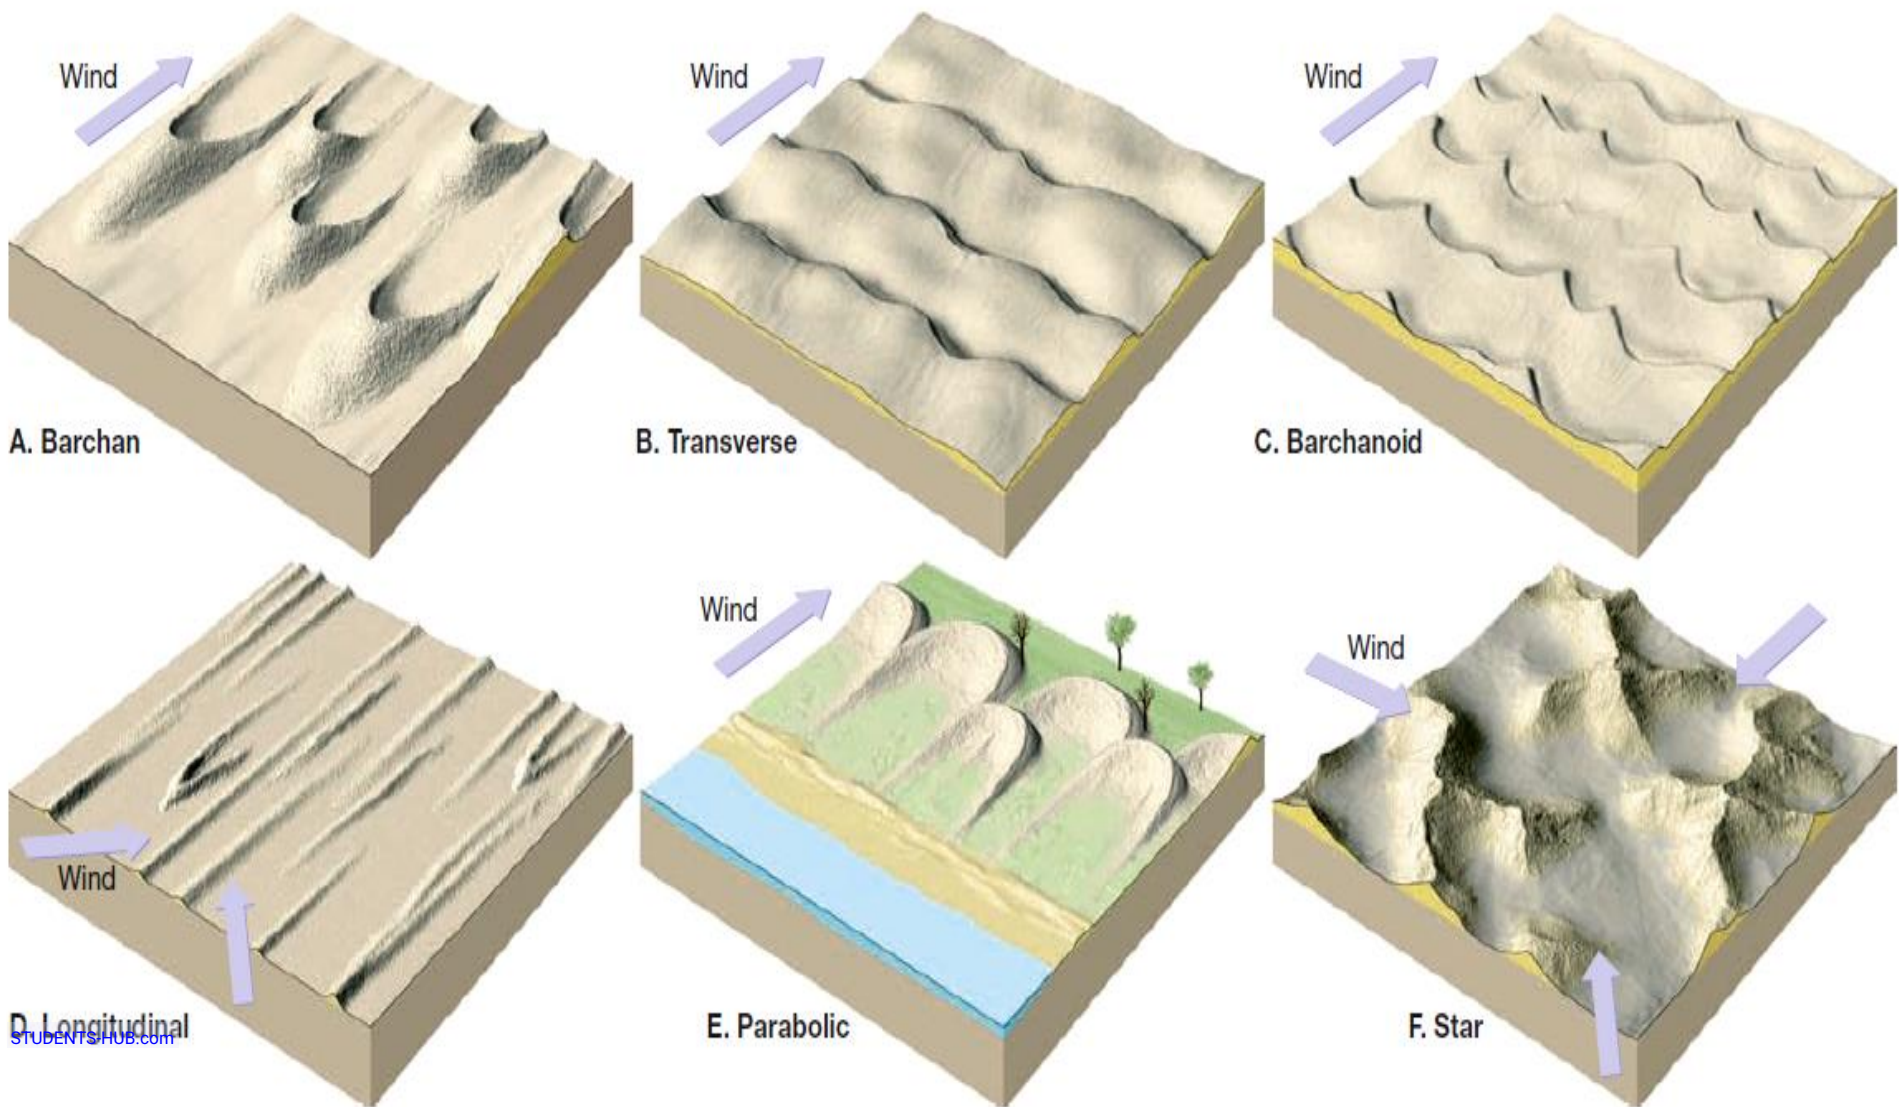 Wind
Wind
Wind
A. Barchan
B. Transverse
C. Barchanoid
Wind
Wind
Wind
D. Longitudinal
E. Parabolic
F. Star
STUDENTS-HUB.com